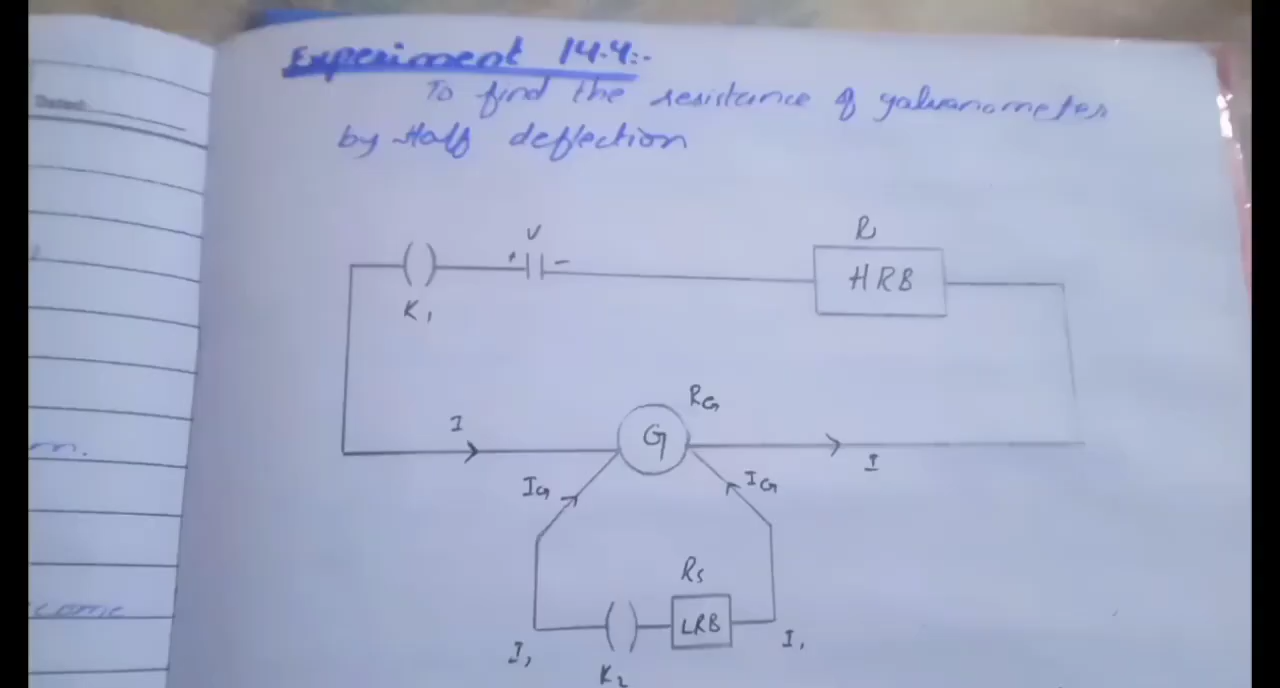 Experiment 14.4:-
To find the resistance of galvanometer
by Half deflection
V
R
+ -
HRB
K1
RG
I
G
I
IG
IG
Rs
LRB
I1
I1
K2
m.
come